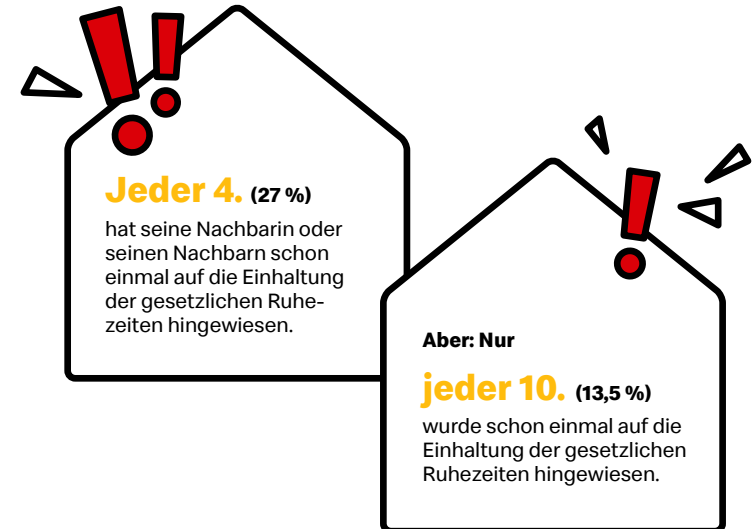 Jeder 4. (27 %)
hat seine Nachbarin oder
seinen Nachbarn schon
einmal auf die Einhaltung
der gesetzlichen Ruhe-
zeiten hingewiesen.
Aber: Nur
jeder 10. (13,5 %)
wurde schon einmal auf die
Einhaltung der gesetzlichen
Ruhezeiten hingewiesen.